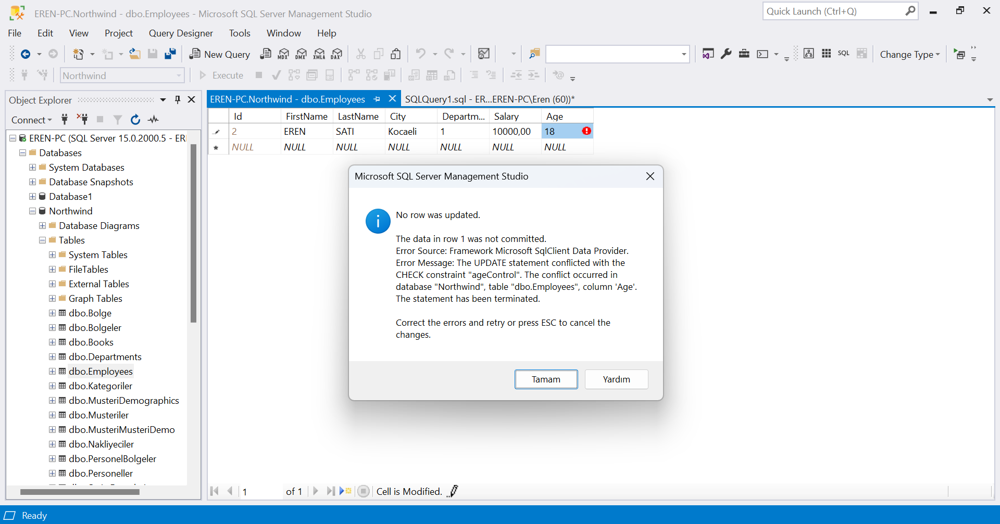 EREN-PC.Northwind - dbo.Employees - Microsoft SQL Server Management Studio
Quick Launch (Ctrl+Q)
File Edit View Project Query Designer Tools Window Help
New Query MDX DMX XMLA DAX SQL Change Type
Northwind Execute
Object Explorer
Connect
EREN-PC (SQL Server 15.0.2000.5 - ER
Databases
System Databases
Database Snapshots
Database1
Northwind
Database Diagrams
Tables
System Tables
FileTables
External Tables
Graph Tables
dbo.Bolge
dbo.Bolgeler
dbo.Books
dbo.Departments
dbo.Employees
dbo.Kategoriler
dbo.MusteriDemographics
dbo.Musteriler
dbo.MusteriMusteriDemo
dbo.Nakliyeciler
dbo.PersonelBolgeler
dbo.Personeller
EREN-PC.Northwind - dbo.Employees SQLQuery1.sql - ER...EREN-PC\Eren (60))*
Id FirstName LastName City Departm... Salary Age
2 EREN SATI Kocaeli 1 10000,00 18
NULL NULL NULL NULL NULL NULL NULL
Microsoft SQL Server Management Studio
No row was updated.
The data in row 1 was not committed.
Error Source: Framework Microsoft SqlClient Data Provider.
Error Message: The UPDATE statement conflicted with the
CHECK constraint "ageControl". The conflict occurred in
database "Northwind", table "dbo.Employees", column 'Age'.
The statement has been terminated.
Correct the errors and retry or press ESC to cancel the
changes.
Tamam Yardım
1 of 1 Cell is Modified.
Ready